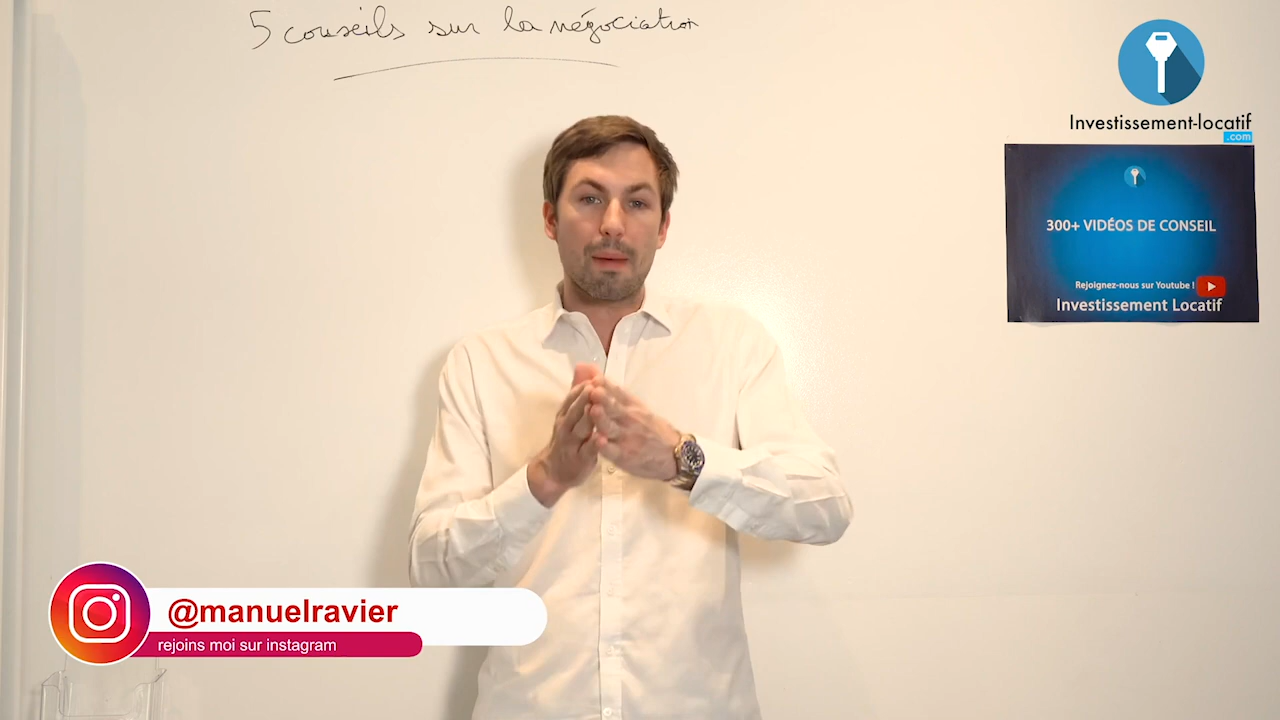 5 conseils sur la négociation
Investissement-locatif
.com
300+ VIDÉOS DE CONSEIL
Rejoignez-nous sur Youtube !
Investissement Locatif
@manuelravier
rejoins moi sur instagram